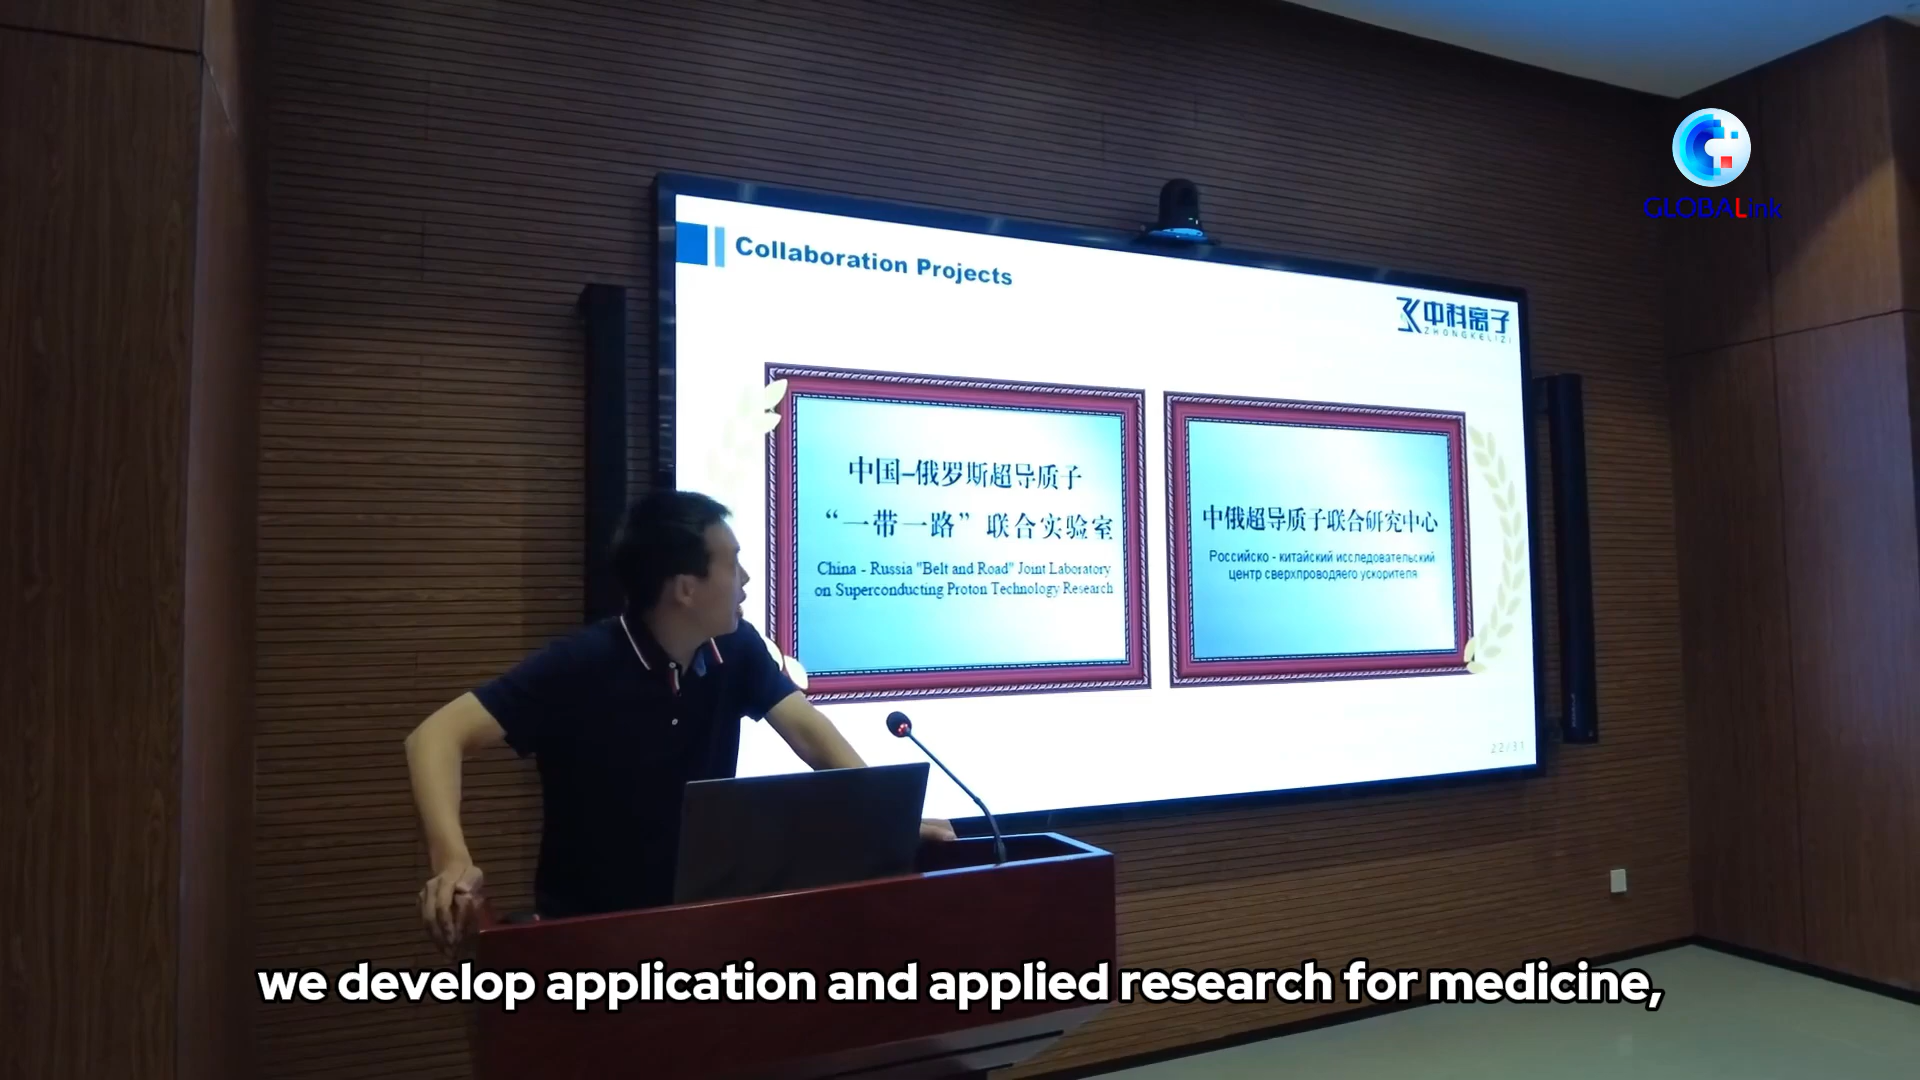 GLOBALink
Collaboration Projects
中科离子
ZHONGKELIZI
中国–俄罗斯超导质子
“一带一路”联合实验室
China - Russia "Belt and Road" Joint Laboratory
on Superconducting Proton Technology Research
中俄超导质子联合研究中心
Российско - китайский исследовательский
центр сверхпроводяего ускорителя
22/31
we develop application and applied research for medicine,